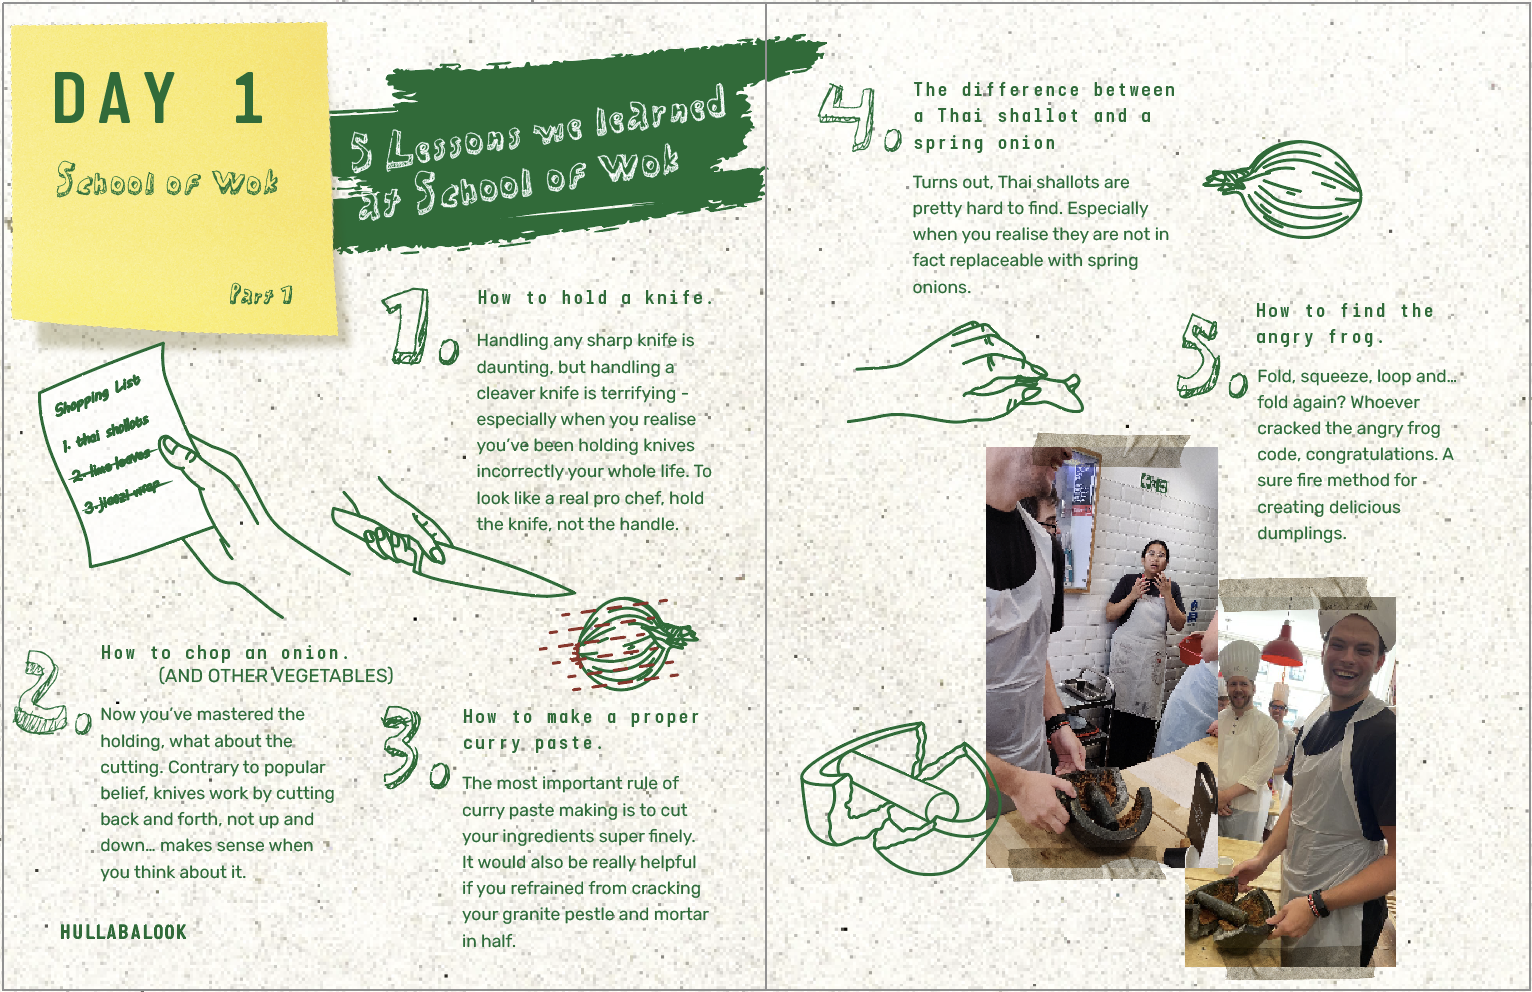 DAY 1
School of Wok
Part 1
5 Lessons we learned
at School of Wok
Shopping List
1. thai shallots
2. lime leaves
3. jiaozi wrap
1.
How to hold a knife.
Handling any sharp knife is
daunting, but handling a
cleaver knife is terrifying -
especially when you realise
you've been holding knives
incorrectly your whole life. To
look like a real pro chef, hold
the knife, not the handle.
2.
How to chop an onion.
(AND OTHER VEGETABLES)
Now you've mastered the
holding, what about the
cutting. Contrary to popular
belief, knives work by cutting
back and forth, not up and
down... makes sense when
you think about it.
3.
How to make a proper
curry paste.
The most important rule of
curry paste making is to cut
your ingredients super finely.
It would also be really helpful
if you refrained from cracking
your granite pestle and mortar
in half.
HULLABALOOK
4.
The difference between
a Thai shallot and a
spring onion
Turns out, Thai shallots are
pretty hard to find. Especially
when you realise they are not in
fact replaceable with spring
onions.
5.
How to find the
angry frog.
Fold, squeeze, loop and...
fold again? Whoever
cracked the angry frog
code, congratulations. A
sure fire method for
creating delicious
dumplings.